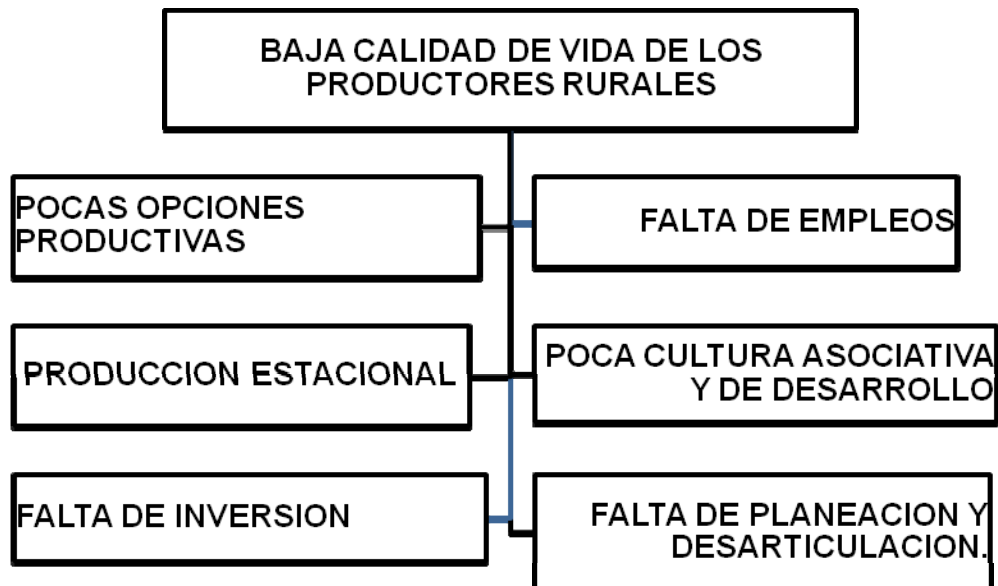 BAJA CALIDAD DE VIDA DE LOS
PRODUCTORES RURALES
POCAS OPCIONES
PRODUCTIVAS
FALTA DE EMPLEOS
PRODUCCION ESTACIONAL
POCA CULTURA ASOCIATIVA
Y DE DESARROLLO
FALTA DE INVERSION
FALTA DE PLANEACION Y
DESARTICULACION.